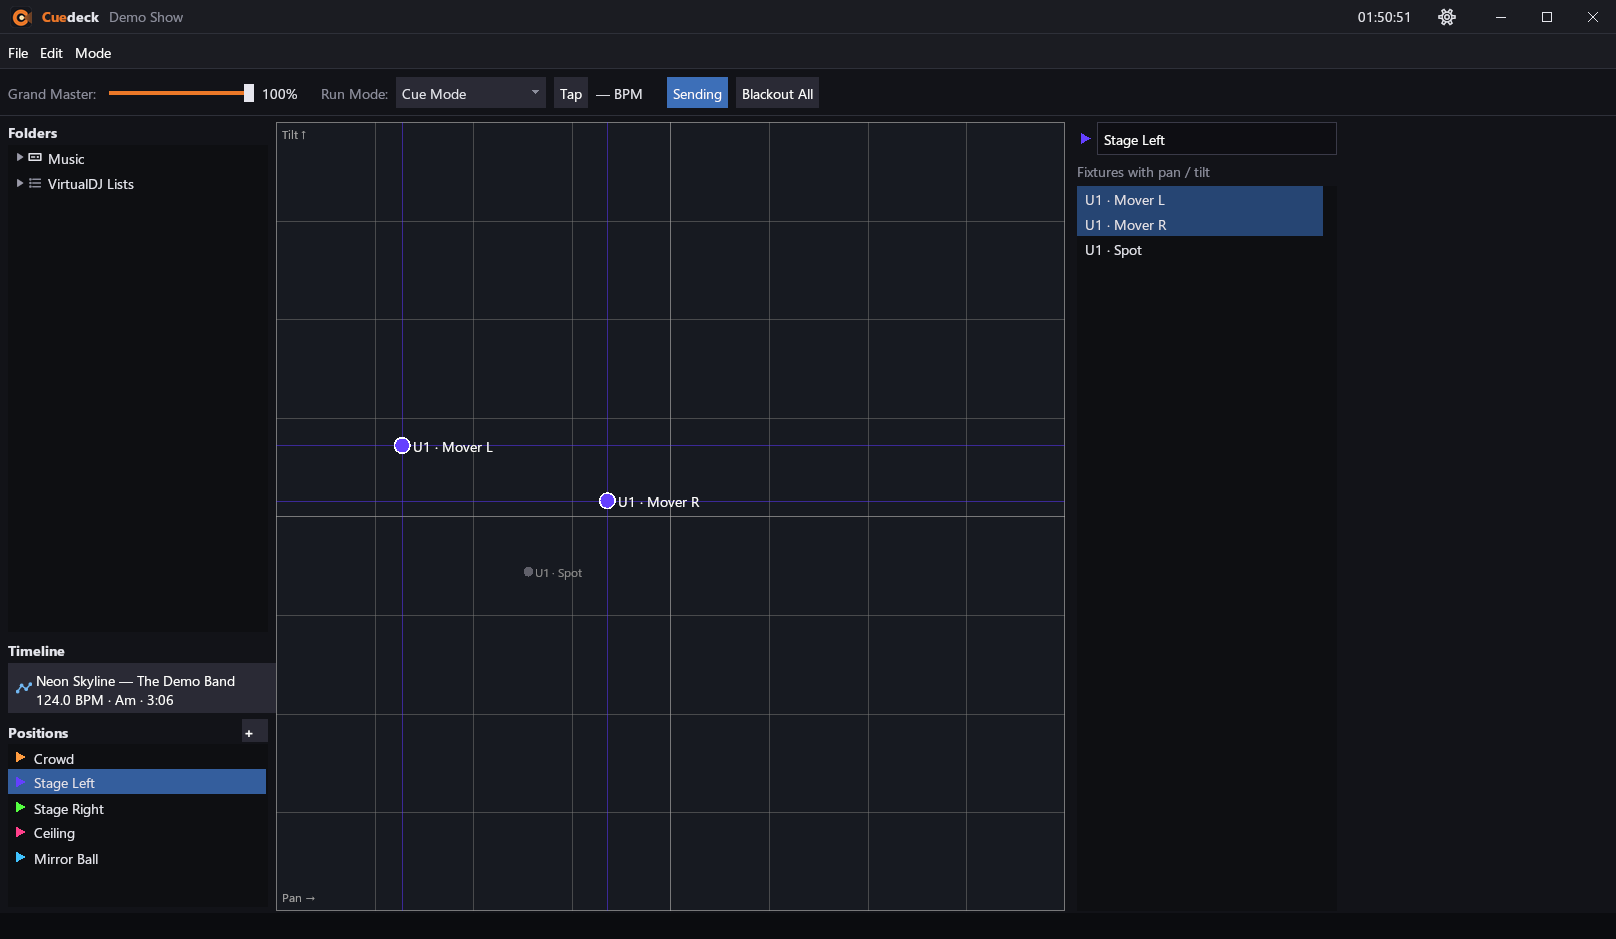 Cuedeck Demo Show 01:50:51
File Edit Mode
Grand Master: 100% Run Mode: Cue Mode Tap — BPM Sending Blackout All
Folders
Music
VirtualDJ Lists
Timeline
Neon Skyline — The Demo Band
124.0 BPM · Am · 3:06
Positions +
Crowd
Stage Left
Stage Right
Ceiling
Mirror Ball
Tilt ↑
U1 · Mover L
U1 · Mover R
U1 · Spot
Pan →
Stage Left
Fixtures with pan / tilt
U1 · Mover L
U1 · Mover R
U1 · Spot